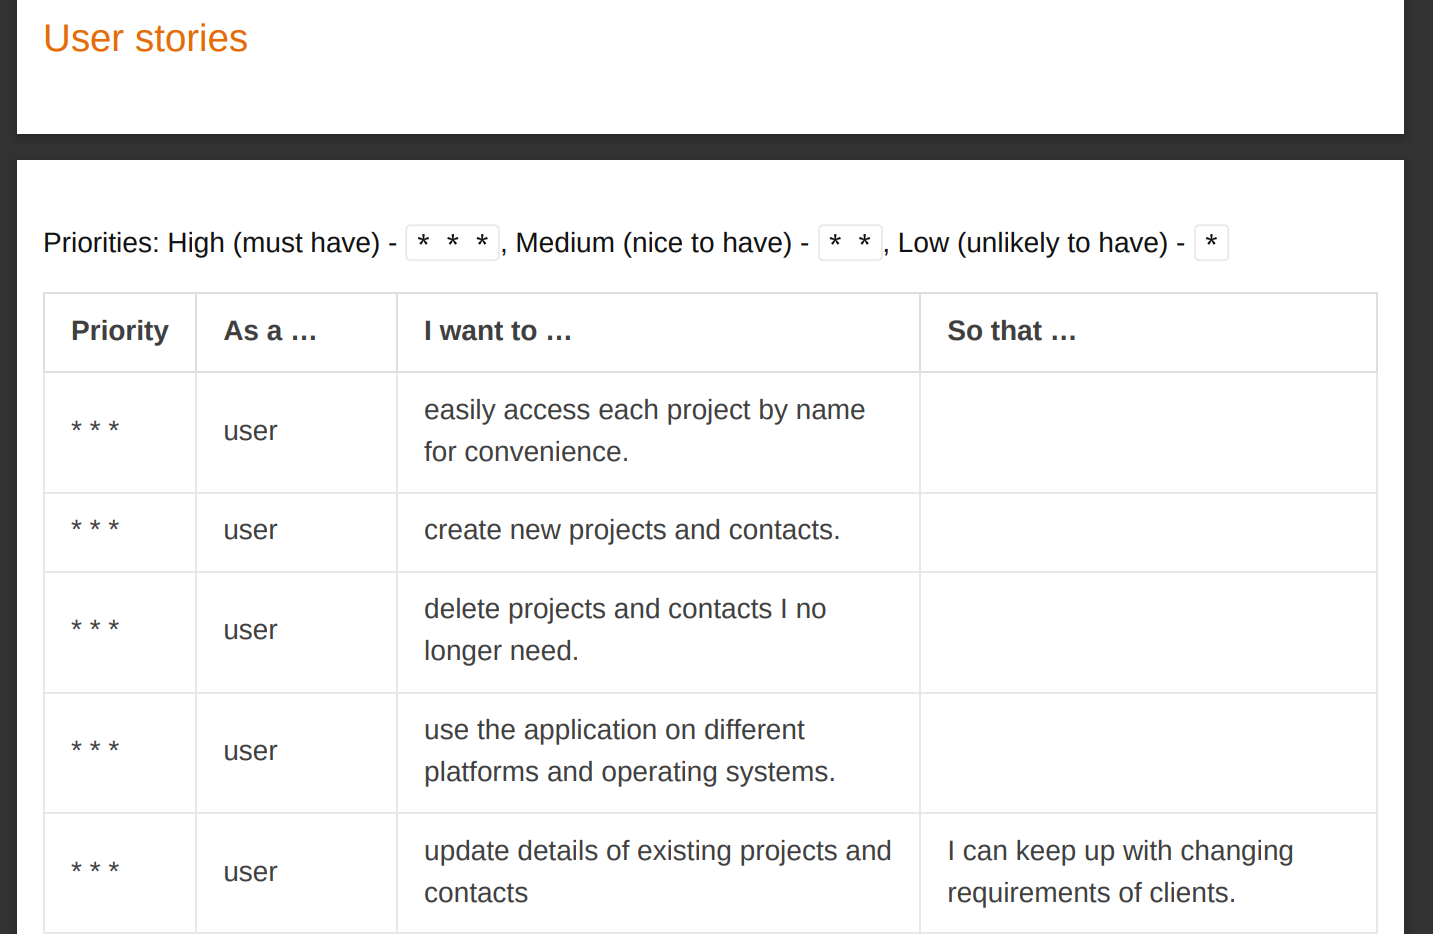 User stories
Priorities: High (must have) - * * *, Medium (nice to have) - * *, Low (unlikely to have) - *
Priority As a … I want to … So that …
* * * user easily access each project by name
for convenience.
* * * user create new projects and contacts.
* * * user delete projects and contacts I no
longer need.
* * * user use the application on different
platforms and operating systems.
* * * user update details of existing projects and
contacts
I can keep up with changing
requirements of clients.